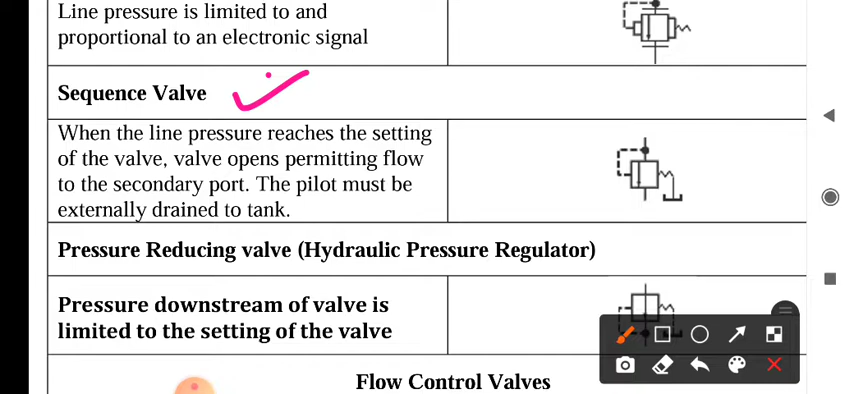 Line pressure is limited to and
proportional to an electronic signal
Sequence Valve
When the line pressure reaches the setting
of the valve, valve opens permitting flow
to the secondary port. The pilot must be
externally drained to tank.
Pressure Reducing valve (Hydraulic Pressure Regulator)
Pressure downstream of valve is
limited to the setting of the valve
Flow Control Valves